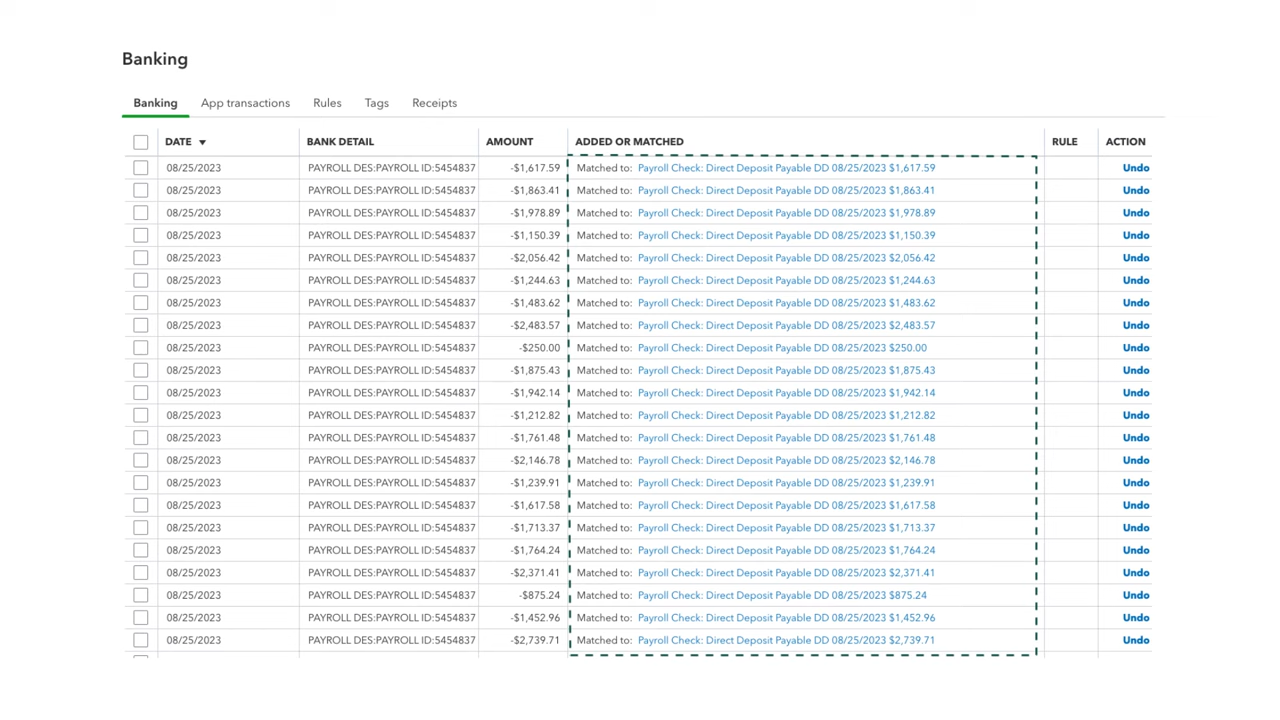 Banking
Banking App transactions Rules Tags Receipts
DATE ▼ BANK DETAIL AMOUNT ADDED OR MATCHED RULE ACTION
08/25/2023 PAYROLL DES:PAYROLL ID:5454837 -$1,617.59 Matched to: Payroll Check: Direct Deposit Payable DD 08/25/2023 $1,617.59 Undo
08/25/2023 PAYROLL DES:PAYROLL ID:5454837 -$1,863.41 Matched to: Payroll Check: Direct Deposit Payable DD 08/25/2023 $1,863.41 Undo
08/25/2023 PAYROLL DES:PAYROLL ID:5454837 -$1,978.89 Matched to: Payroll Check: Direct Deposit Payable DD 08/25/2023 $1,978.89 Undo
08/25/2023 PAYROLL DES:PAYROLL ID:5454837 -$1,150.39 Matched to: Payroll Check: Direct Deposit Payable DD 08/25/2023 $1,150.39 Undo
08/25/2023 PAYROLL DES:PAYROLL ID:5454837 -$2,056.42 Matched to: Payroll Check: Direct Deposit Payable DD 08/25/2023 $2,056.42 Undo
08/25/2023 PAYROLL DES:PAYROLL ID:5454837 -$1,244.63 Matched to: Payroll Check: Direct Deposit Payable DD 08/25/2023 $1,244.63 Undo
08/25/2023 PAYROLL DES:PAYROLL ID:5454837 -$1,483.62 Matched to: Payroll Check: Direct Deposit Payable DD 08/25/2023 $1,483.62 Undo
08/25/2023 PAYROLL DES:PAYROLL ID:5454837 -$2,483.57 Matched to: Payroll Check: Direct Deposit Payable DD 08/25/2023 $2,483.57 Undo
08/25/2023 PAYROLL DES:PAYROLL ID:5454837 -$250.00 Matched to: Payroll Check: Direct Deposit Payable DD 08/25/2023 $250.00 Undo
08/25/2023 PAYROLL DES:PAYROLL ID:5454837 -$1,875.43 Matched to: Payroll Check: Direct Deposit Payable DD 08/25/2023 $1,875.43 Undo
08/25/2023 PAYROLL DES:PAYROLL ID:5454837 -$1,942.14 Matched to: Payroll Check: Direct Deposit Payable DD 08/25/2023 $1,942.14 Undo
08/25/2023 PAYROLL DES:PAYROLL ID:5454837 -$1,212.82 Matched to: Payroll Check: Direct Deposit Payable DD 08/25/2023 $1,212.82 Undo
08/25/2023 PAYROLL DES:PAYROLL ID:5454837 -$1,761.48 Matched to: Payroll Check: Direct Deposit Payable DD 08/25/2023 $1,761.48 Undo
08/25/2023 PAYROLL DES:PAYROLL ID:5454837 -$2,146.78 Matched to: Payroll Check: Direct Deposit Payable DD 08/25/2023 $2,146.78 Undo
08/25/2023 PAYROLL DES:PAYROLL ID:5454837 -$1,239.91 Matched to: Payroll Check: Direct Deposit Payable DD 08/25/2023 $1,239.91 Undo
08/25/2023 PAYROLL DES:PAYROLL ID:5454837 -$1,617.58 Matched to: Payroll Check: Direct Deposit Payable DD 08/25/2023 $1,617.58 Undo
08/25/2023 PAYROLL DES:PAYROLL ID:5454837 -$1,713.37 Matched to: Payroll Check: Direct Deposit Payable DD 08/25/2023 $1,713.37 Undo
08/25/2023 PAYROLL DES:PAYROLL ID:5454837 -$1,764.24 Matched to: Payroll Check: Direct Deposit Payable DD 08/25/2023 $1,764.24 Undo
08/25/2023 PAYROLL DES:PAYROLL ID:5454837 -$2,371.41 Matched to: Payroll Check: Direct Deposit Payable DD 08/25/2023 $2,371.41 Undo
08/25/2023 PAYROLL DES:PAYROLL ID:5454837 -$875.24 Matched to: Payroll Check: Direct Deposit Payable DD 08/25/2023 $875.24 Undo
08/25/2023 PAYROLL DES:PAYROLL ID:5454837 -$1,452.96 Matched to: Payroll Check: Direct Deposit Payable DD 08/25/2023 $1,452.96 Undo
08/25/2023 PAYROLL DES:PAYROLL ID:5454837 -$2,739.71 Matched to: Payroll Check: Direct Deposit Payable DD 08/25/2023 $2,739.71 Undo